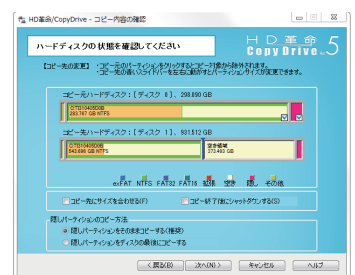 HD革命/CopyDrive - コピー内容の確認
ハードディスクの状態を確認してください
HD革命
Copy Drive Ver.5
【コピー先の変更】 ・コピー元のパーティションをクリックするとコピー対象から除外されます。
・コピー先の青いスライドバーを左右に動かすとパーティションサイズが変更できます。
コピー元ハードディスク：[ ディスク 0 ]、298.090 GB
コピー先ハードディスク：[ ディスク 1 ]、931.512 GB
空き領域
373.493 GB
exFAT NTFS FAT32 FAT16 拡張 空き 隠し その他
コピー先にサイズを合わせる(F)
コピー終了後にシャットダウンする(S)
隠しパーティションのコピー方法
隠しパーティションをそのままコピーする(推奨)
隠しパーティションをディスクの最後にコピーする
< 戻る(B)
次へ(N) >
キャンセル
ヘルプ